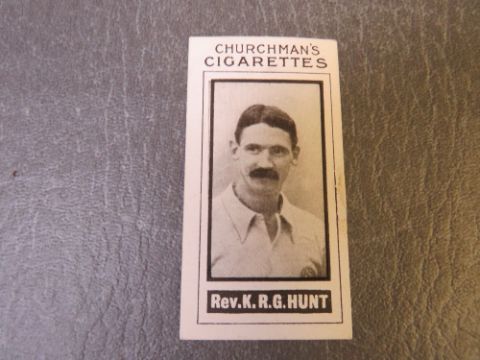 CHURCHMAN'S
CIGARETTES
Rev. K. R. G. HUNT